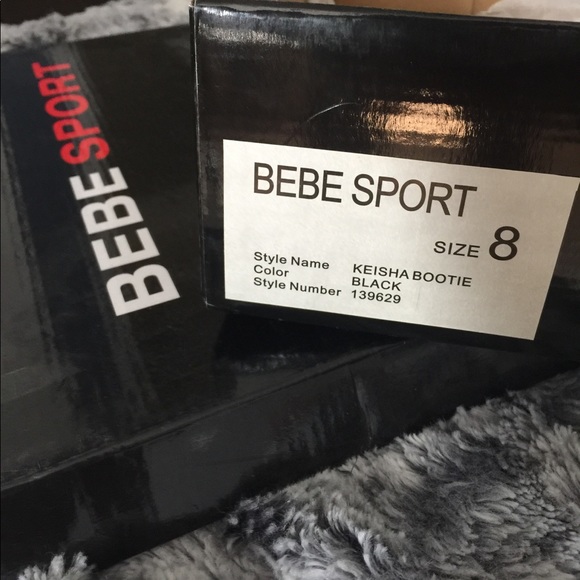 BEBE SPORT
BEBE SPORT
SIZE 8
Style Name KEISHA BOOTIE
Color BLACK
Style Number 139629